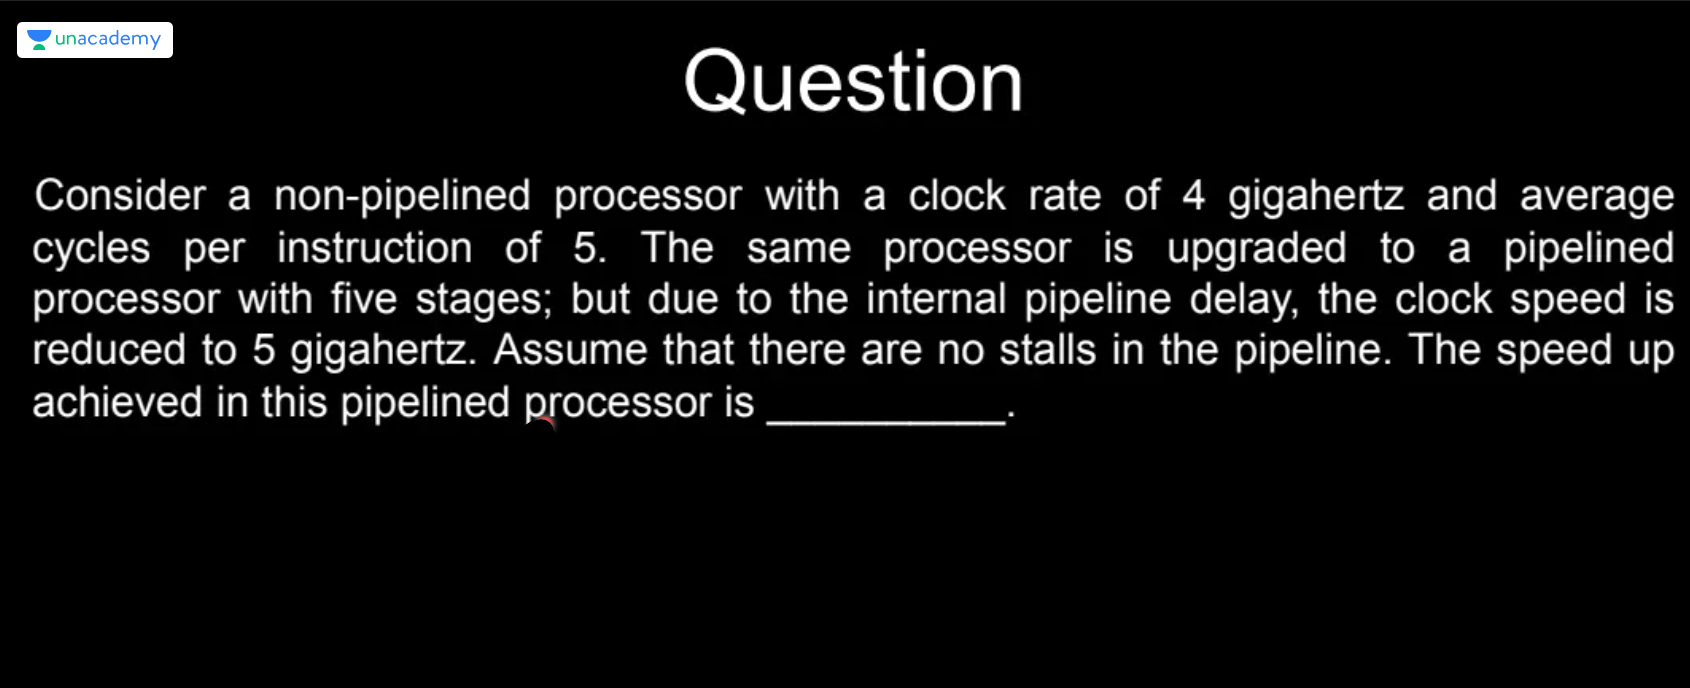 unacademy
Question
Consider a non-pipelined processor with a clock rate of 4 gigahertz and average
cycles per instruction of 5. The same processor is upgraded to a pipelined
processor with five stages; but due to the internal pipeline delay, the clock speed is
reduced to 5 gigahertz. Assume that there are no stalls in the pipeline. The speed up
achieved in this pipelined processor is __________.